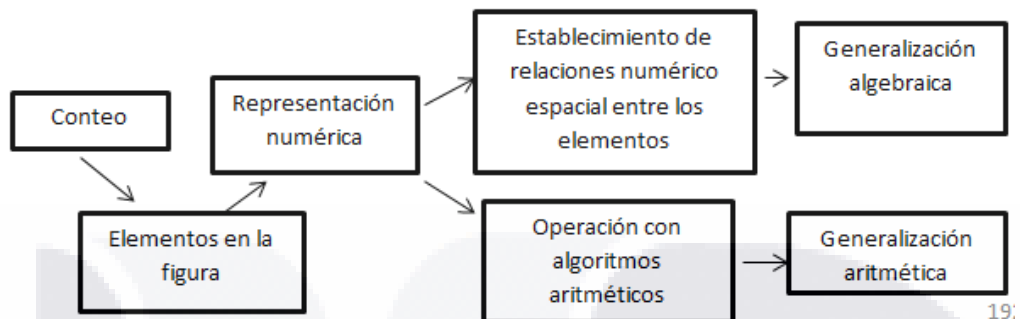 Conteo
Elementos en la
figura
Representación
numérica
Establecimiento de
relaciones numérico
espacial entre los
elementos
Generalización
algebraica
Operación con
algoritmos
aritméticos
Generalización
aritmética